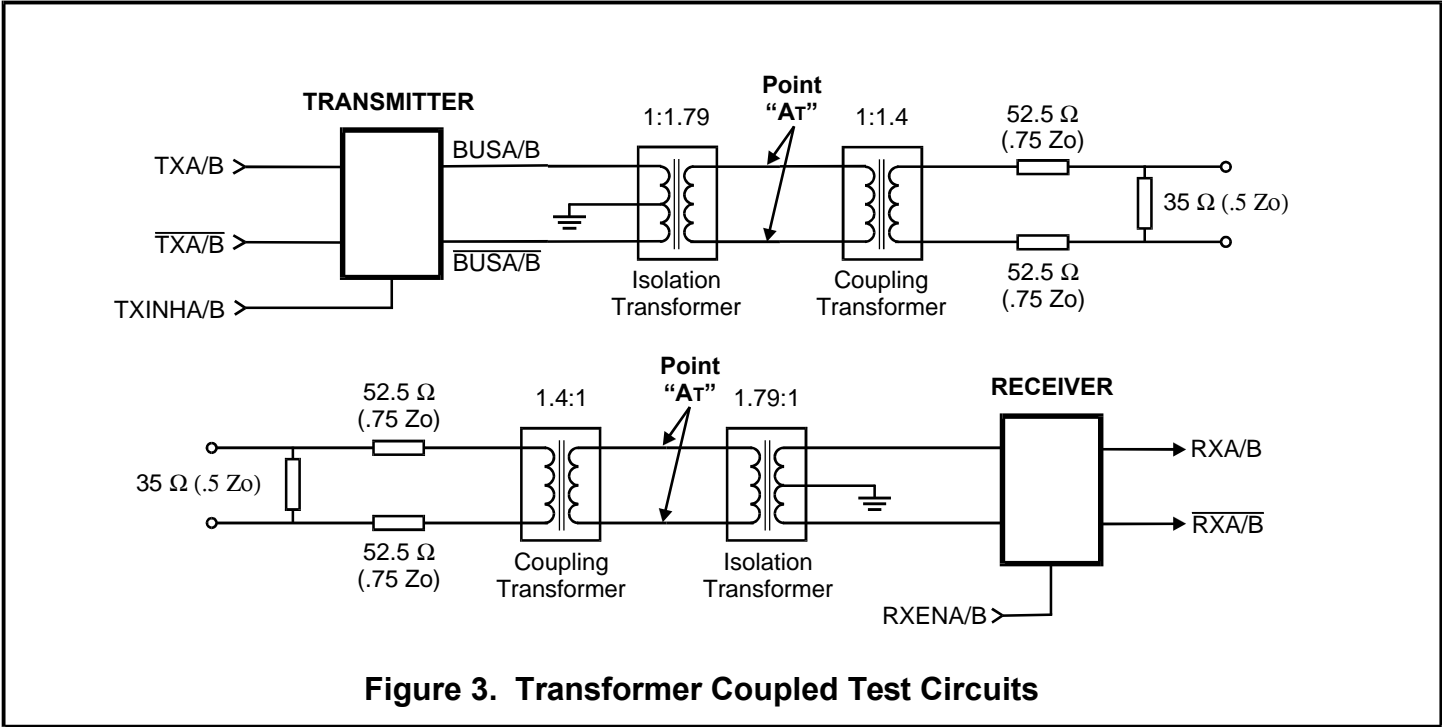 TRANSMITTER
TXA/B
T̅X̅A̅/̅B̅
TXINHA/B
BUSA/B
B̅U̅S̅A̅/̅B̅
1:1.79
Isolation
Transformer
Point
“AT”
1:1.4
Coupling
Transformer
52.5 Ω
(.75 Zo)
52.5 Ω
(.75 Zo)
35 Ω (.5 Zo)
35 Ω (.5 Zo)
52.5 Ω
(.75 Zo)
52.5 Ω
(.75 Zo)
1.4:1
Coupling
Transformer
Point
“AT”
1.79:1
Isolation
Transformer
RECEIVER
RXA/B
R̅X̅A̅/̅B̅
RXENA/B
Figure 3. Transformer Coupled Test Circuits